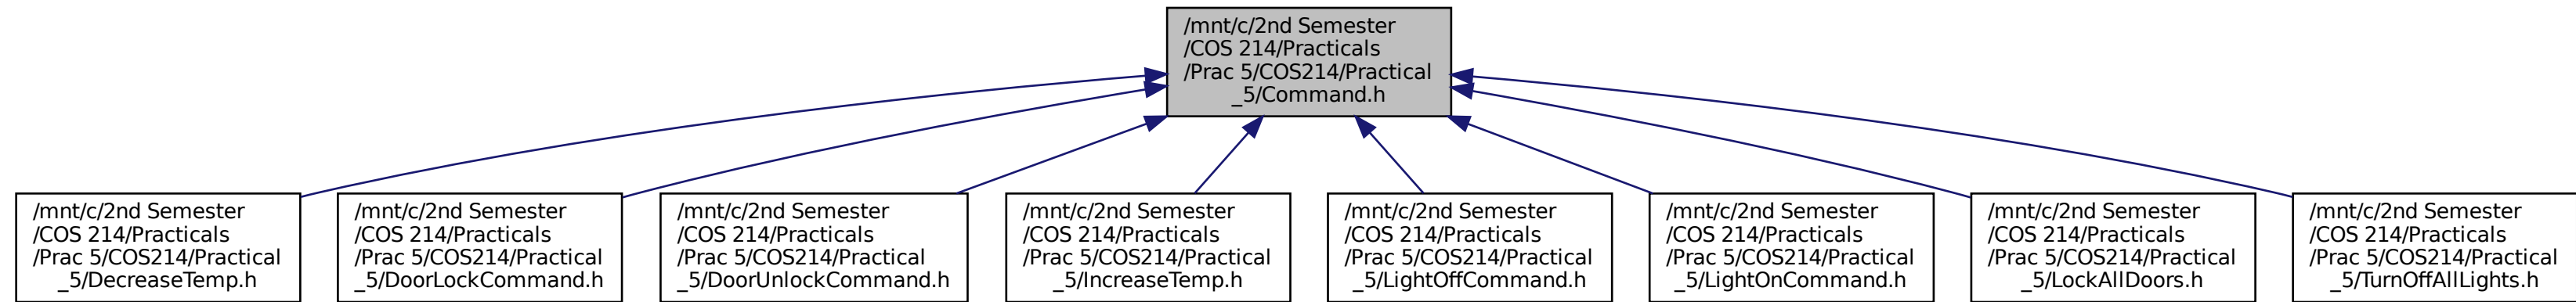 /mnt/c/2nd Semester
/COS 214/Practicals
/Prac 5/COS214/Practical
_5/Command.h
/mnt/c/2nd Semester
/COS 214/Practicals
/Prac 5/COS214/Practical
_5/DecreaseTemp.h
/mnt/c/2nd Semester
/COS 214/Practicals
/Prac 5/COS214/Practical
_5/DoorLockCommand.h
/mnt/c/2nd Semester
/COS 214/Practicals
/Prac 5/COS214/Practical
_5/DoorUnlockCommand.h
/mnt/c/2nd Semester
/COS 214/Practicals
/Prac 5/COS214/Practical
_5/IncreaseTemp.h
/mnt/c/2nd Semester
/COS 214/Practicals
/Prac 5/COS214/Practical
_5/LightOffCommand.h
/mnt/c/2nd Semester
/COS 214/Practicals
/Prac 5/COS214/Practical
_5/LightOnCommand.h
/mnt/c/2nd Semester
/COS 214/Practicals
/Prac 5/COS214/Practical
_5/LockAllDoors.h
/mnt/c/2nd Semester
/COS 214/Practicals
/Prac 5/COS214/Practical
_5/TurnOffAllLights.h